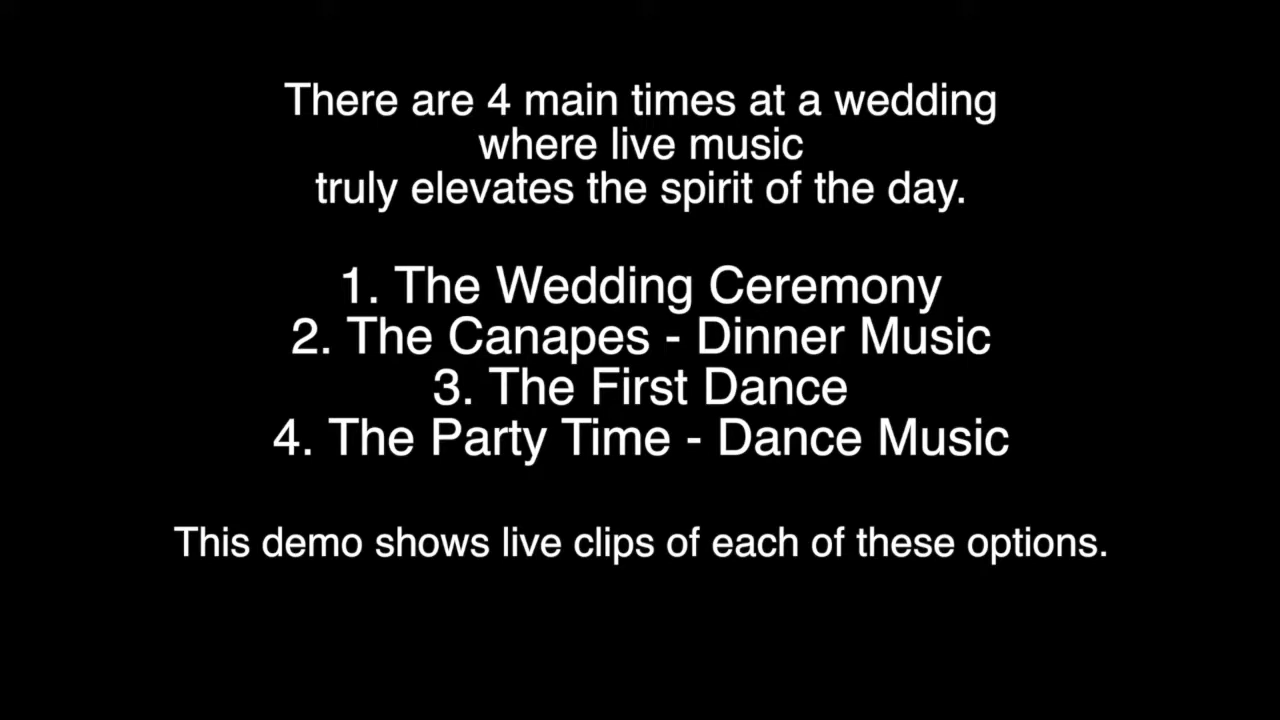 There are 4 main times at a wedding
where live music
truly elevates the spirit of the day.
1. The Wedding Ceremony
2. The Canapes - Dinner Music
3. The First Dance
4. The Party Time - Dance Music
This demo shows live clips of each of these options.